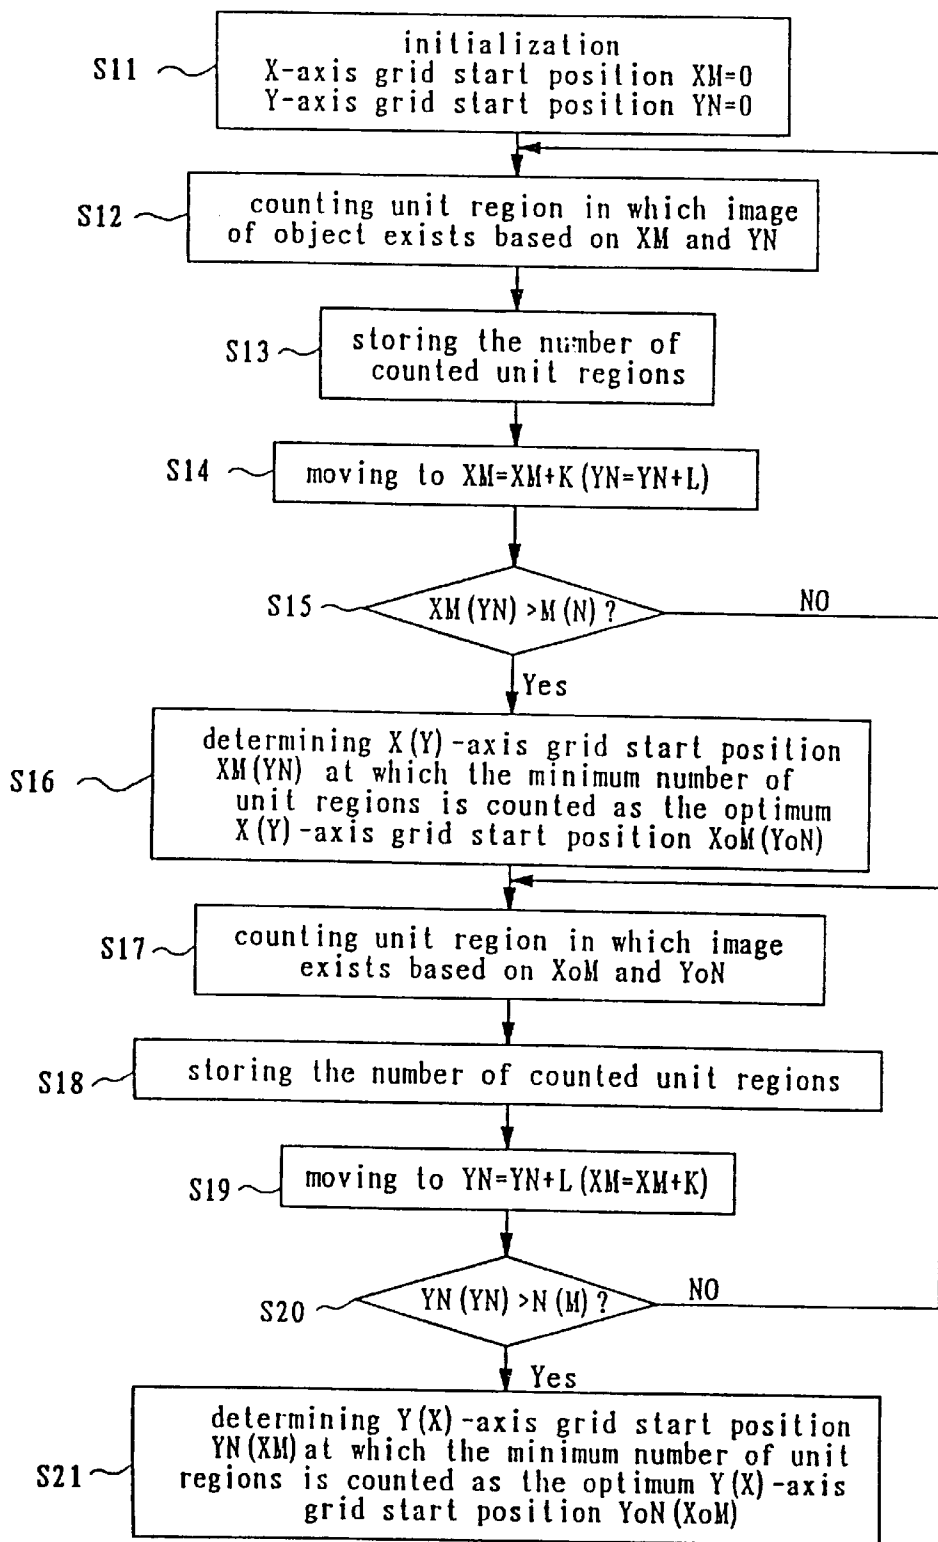 S11
initialization
X-axis grid start position XM=0
Y-axis grid start position YN=0
S12
counting unit region in which image
of object exists based on XM and YN
S13
storing the number of
counted unit regions
S14
moving to XM=XM+K(YN=YN+L)
S15
XM(YN)>M(N)?
NO
Yes
S16
determining X(Y)-axis grid start position
XM(YN) at which the minimum number of
unit regions is counted as the optimum
X(Y)-axis grid start position XoM(YoN)
S17
counting unit region in which image
exists based on XoM and YoN
S18
storing the number of counted unit regions
S19
moving to YN=YN+L(XM=XM+K)
S20
YN(YN)>N(M)?
NO
Yes
S21
determining Y(X)-axis grid start position
YN(XM) at which the minimum number of unit
regions is counted as the optimum Y(X)-axis
grid start position YoN(XoM)